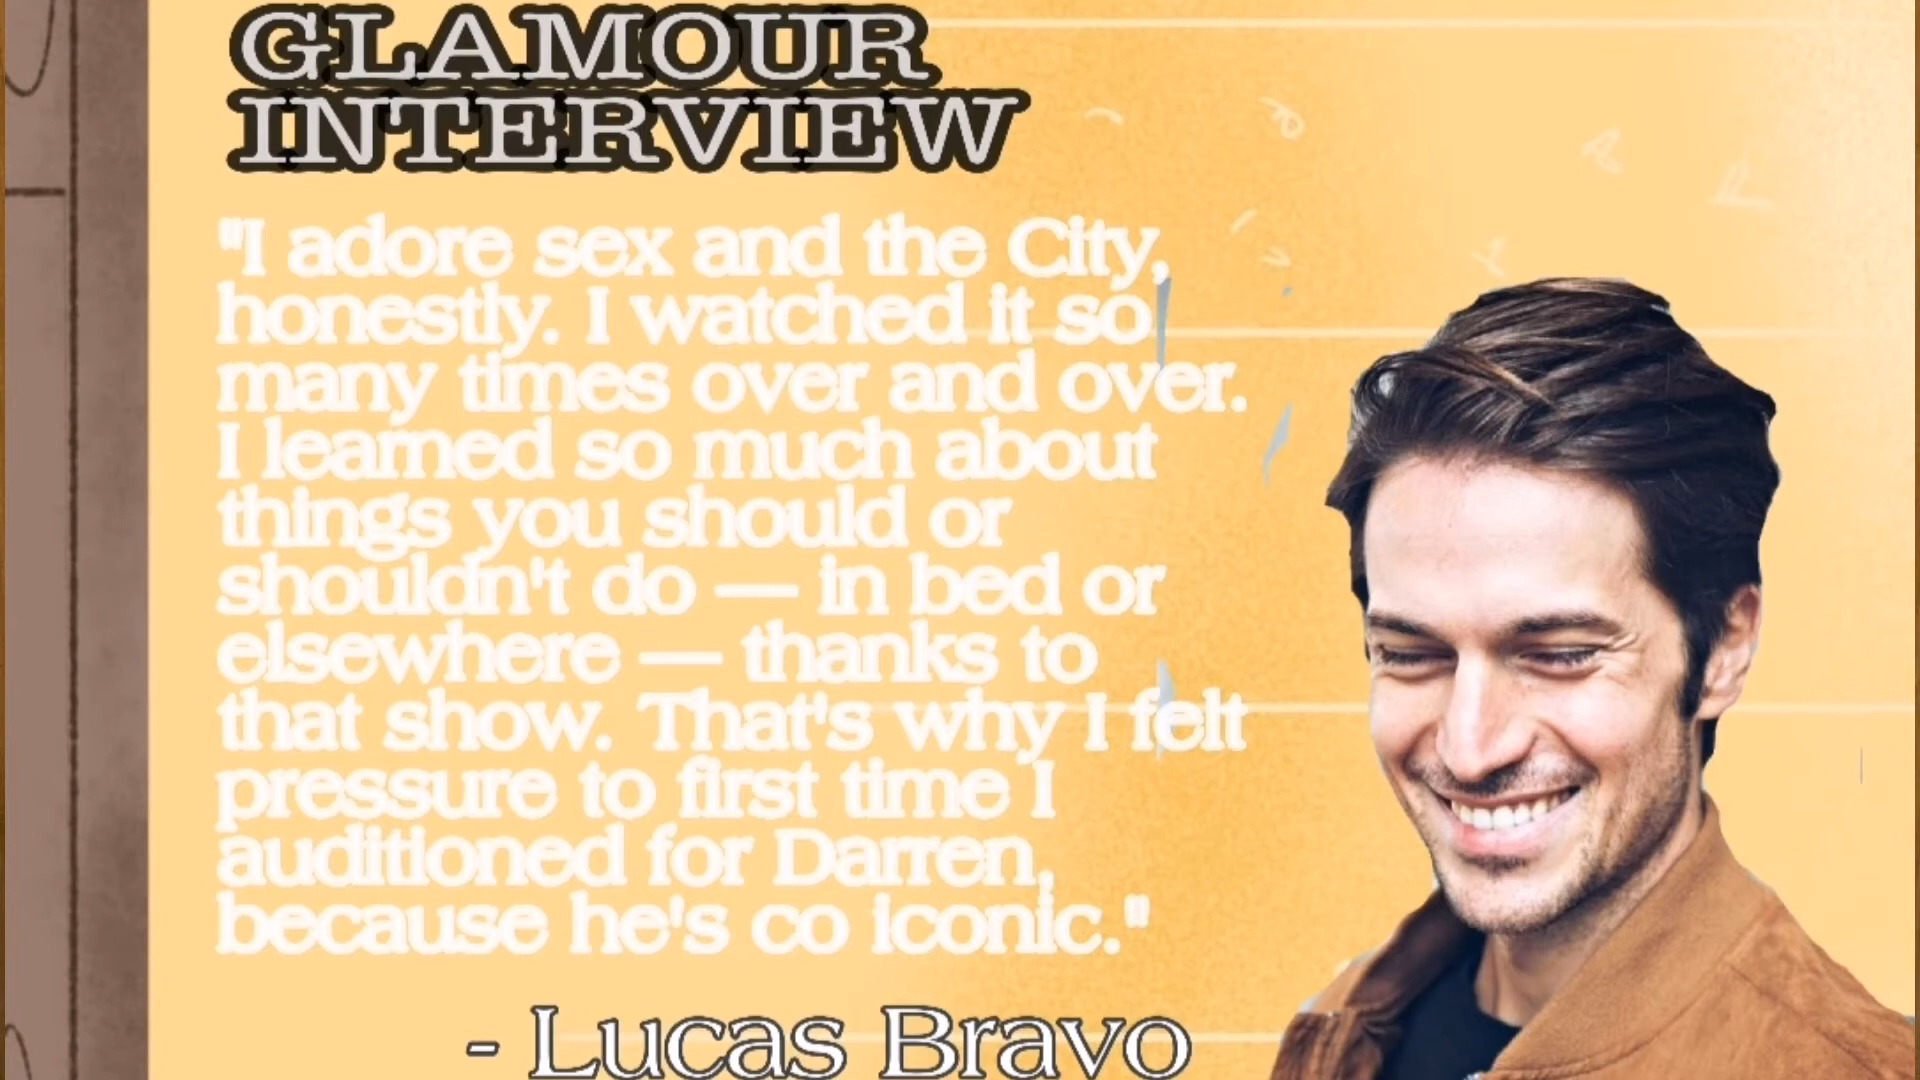 GLAMOUR
INTERVIEW
"I adore sex and the City,
honestly. I watched it so
many times over and over.
I learned so much about
things you should or
shouldn't do — in bed or
elsewhere — thanks to
that show. That's why I felt
pressure to first time I
auditioned for Darren,
because he's co iconic."
- Lucas Bravo